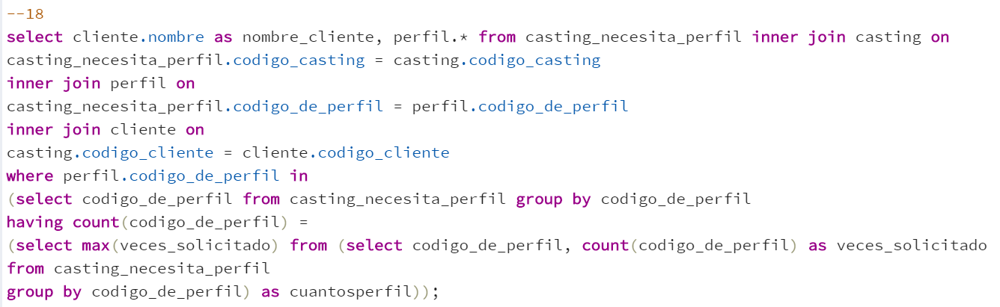 --18
select cliente.nombre as nombre_cliente, perfil.* from casting_necesita_perfil inner join casting on
casting_necesita_perfil.codigo_casting = casting.codigo_casting
inner join perfil on
casting_necesita_perfil.codigo_de_perfil = perfil.codigo_de_perfil
inner join cliente on
casting.codigo_cliente = cliente.codigo_cliente
where perfil.codigo_de_perfil in
(select codigo_de_perfil from casting_necesita_perfil group by codigo_de_perfil
having count(codigo_de_perfil) =
(select max(veces_solicitado) from (select codigo_de_perfil, count(codigo_de_perfil) as veces_solicitado
from casting_necesita_perfil
group by codigo_de_perfil) as cuantosperfil));